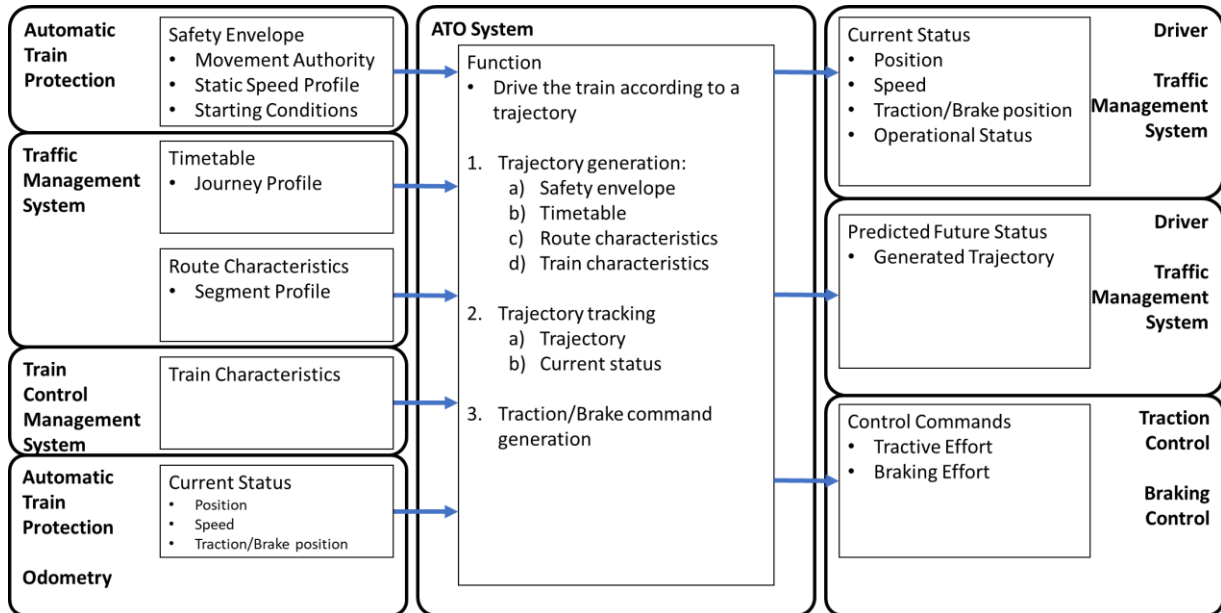 Automatic
Train
Protection
Safety Envelope
• Movement Authority
• Static Speed Profile
• Starting Conditions
Traffic
Management
System
Timetable
• Journey Profile
Route Characteristics
• Segment Profile
Train
Control
Management
System
Train Characteristics
Automatic
Train
Protection
Odometry
Current Status
• Position
• Speed
• Traction/Brake position
ATO System
Function
• Drive the train according to a
trajectory
1. Trajectory generation:
a) Safety envelope
b) Timetable
c) Route characteristics
d) Train characteristics
2. Trajectory tracking
a) Trajectory
b) Current status
3. Traction/Brake command
generation
Current Status
• Position
• Speed
• Traction/Brake position
• Operational Status
Driver
Traffic
Management
System
Predicted Future Status
• Generated Trajectory
Driver
Traffic
Management
System
Control Commands
• Tractive Effort
• Braking Effort
Traction
Control
Braking
Control